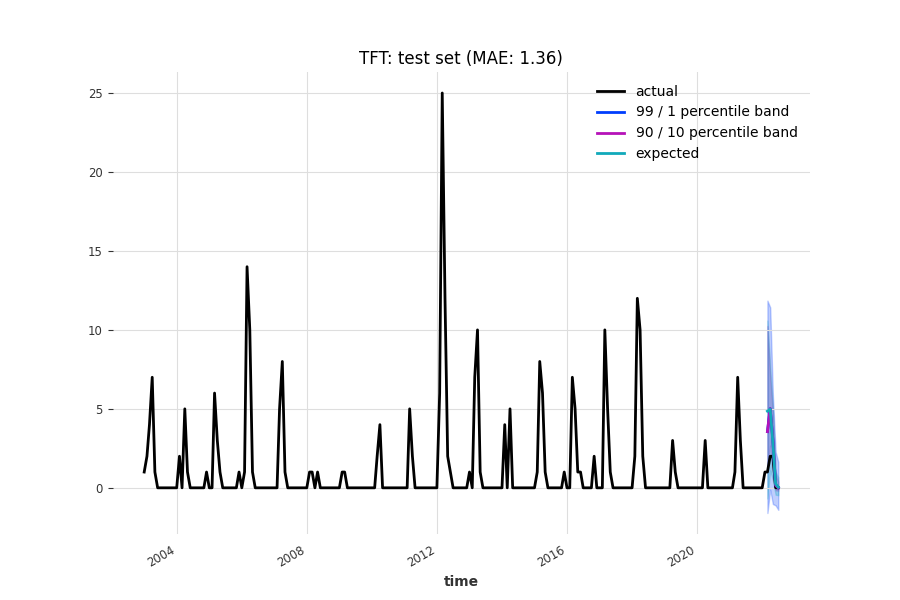 TFT: test set (MAE: 1.36)
actual
99 / 1 percentile band
90 / 10 percentile band
expected
25
20
15
10
5
0
2004
2008
2012
2016
2020
time